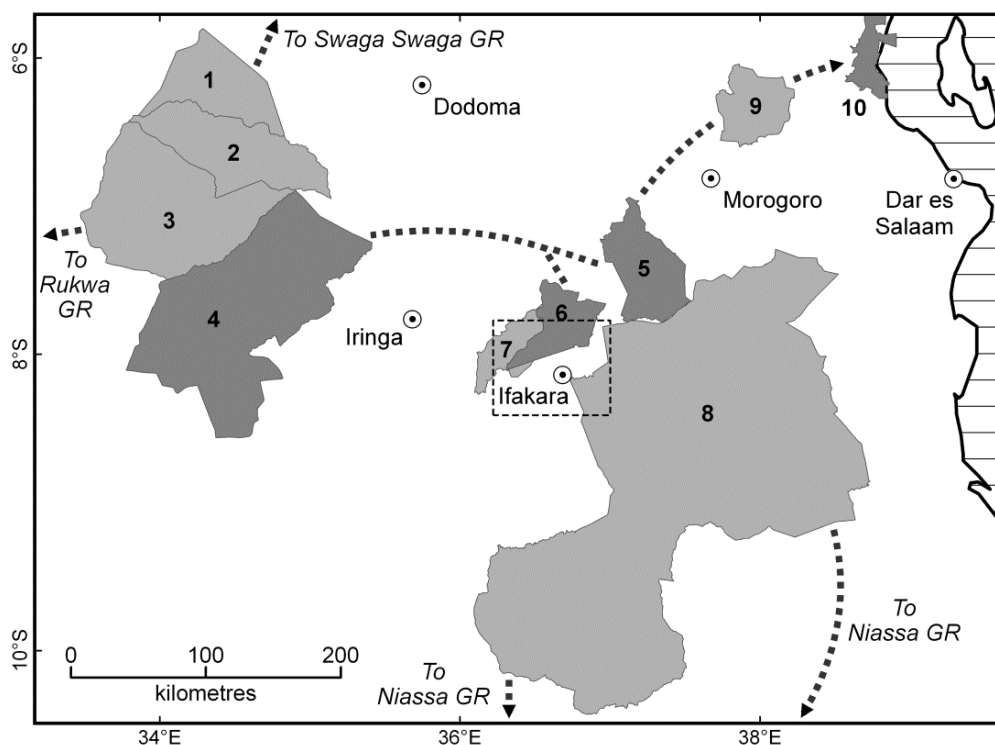 6°S
8°S
10°S
1
To Swaga Swaga GR
2
Dodoma
3
9
10
Morogoro
Dar es
Salaam
To
Rukwa
GR
4
5
6
7
Iringa
Ifakara
8
To
Niassa GR
To
Niassa GR
0 100 200
kilometres
34°E 36°E 38°E